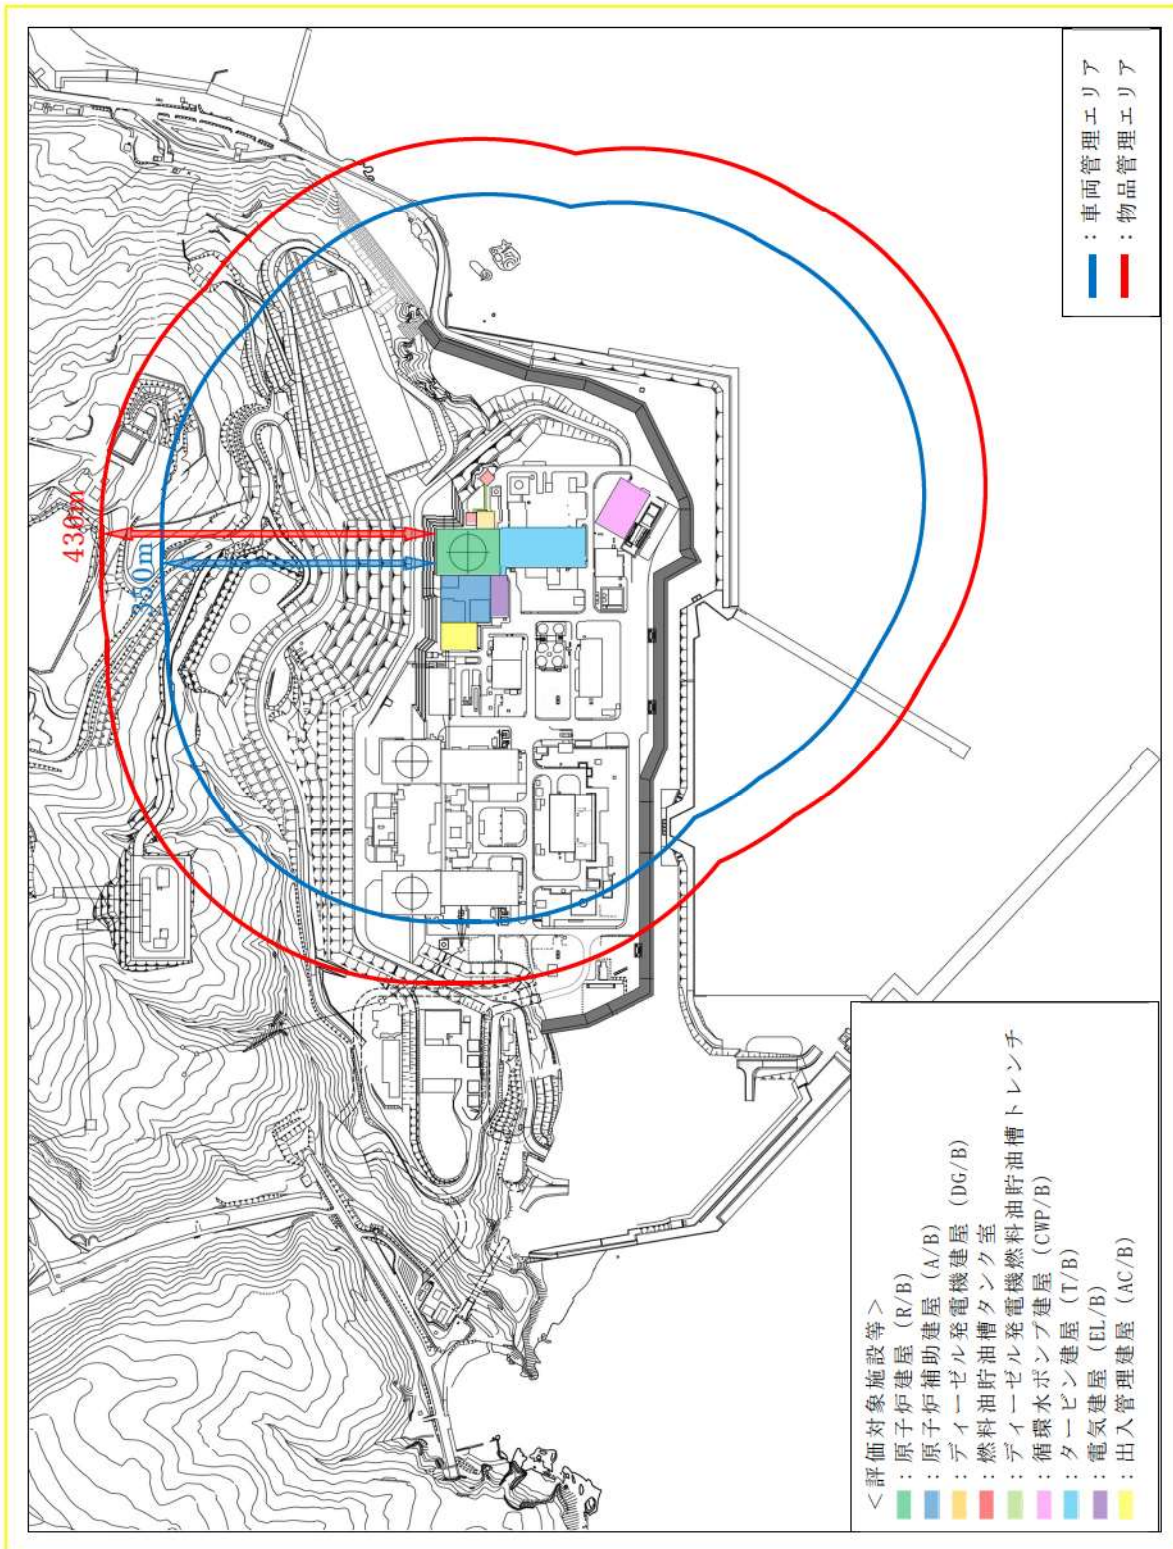 430m
350m
：車両管理エリア
：物品管理エリア
＜評価対象施設等＞
：原子炉建屋（R/B）
：原子炉補助建屋（A/B）
：ディーゼル発電機建屋（DG/B）
：燃料油貯油槽タンク室
：ディーゼル発電機燃料油貯油槽トレンチ
：循環水ポンプ建屋（CWP/B）
：タービン建屋（T/B）
：電気建屋（EL/B）
：出入管理建屋（AC/B）